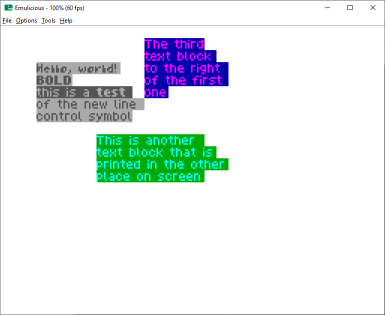 Emulicious - 100% (60 fps)
File Options Tools Help
Hello, world!
BOLD
this is a test
of the new line
control symbol
The third
text block
to the right
of the first
one
This is another
text block that is
printed in the other
place on screen